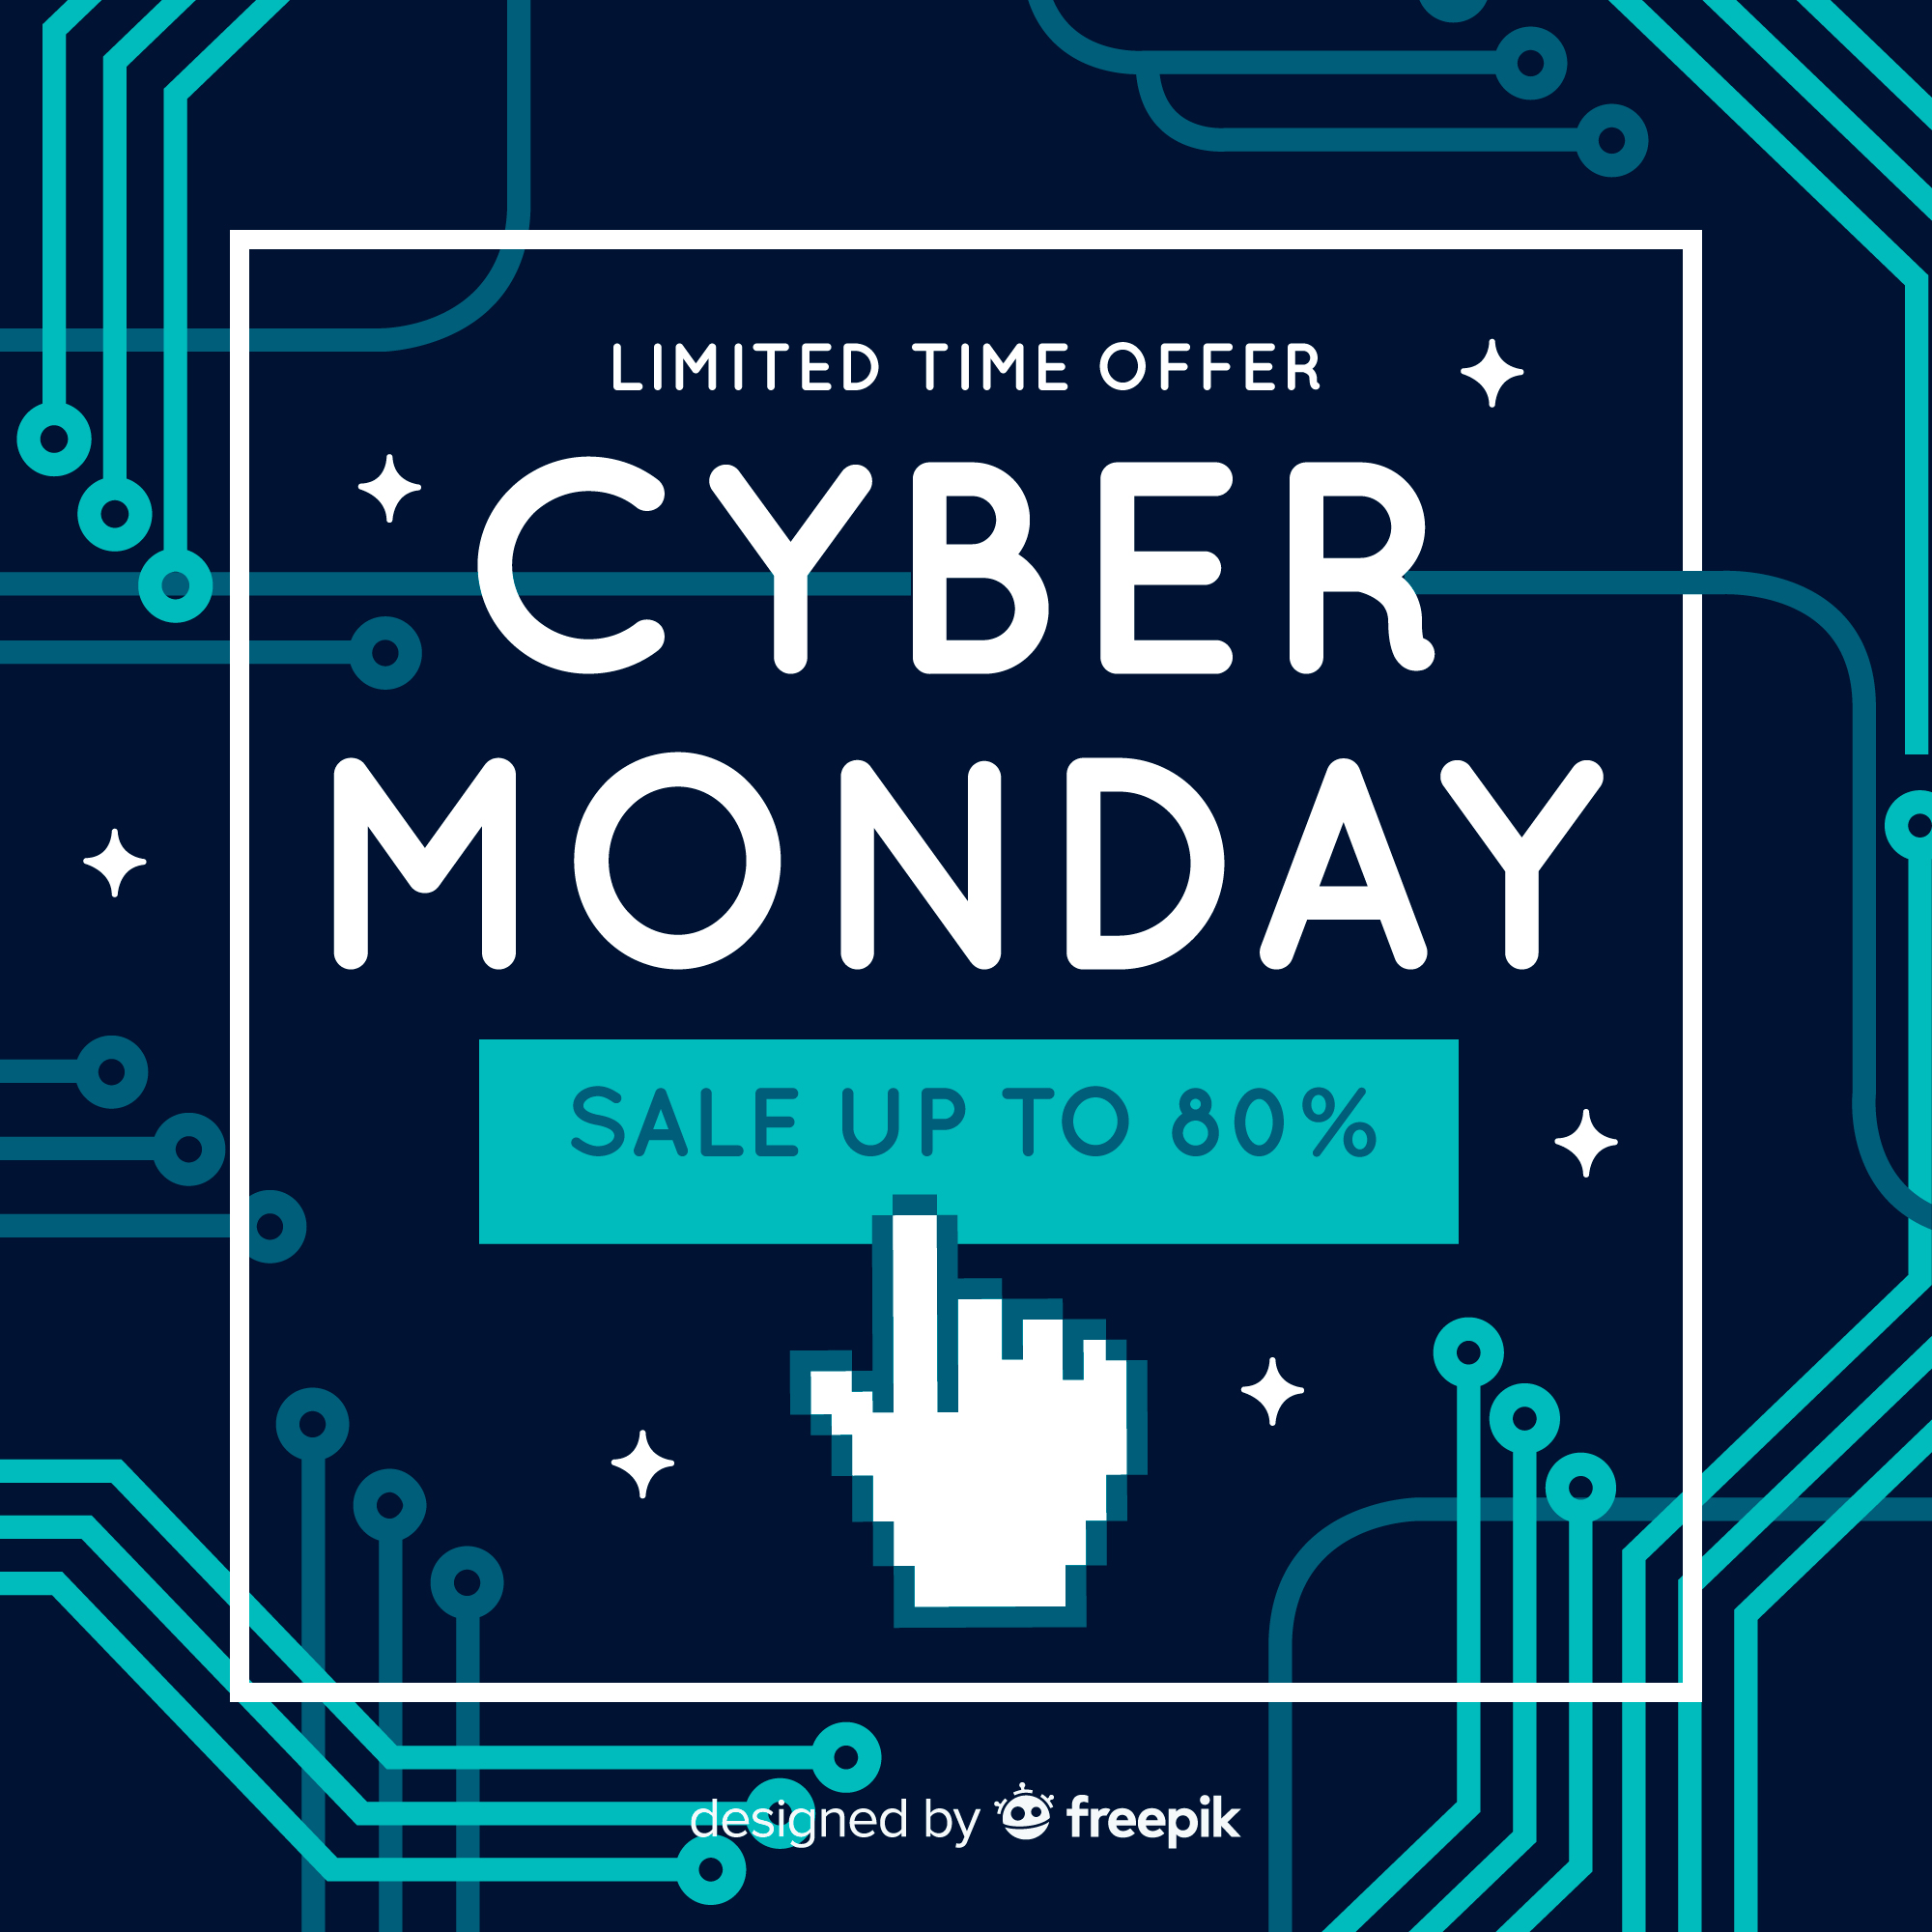 LIMITED TIME OFFER
CYBER
MONDAY
SALE UP TO 80%
designed by freepik